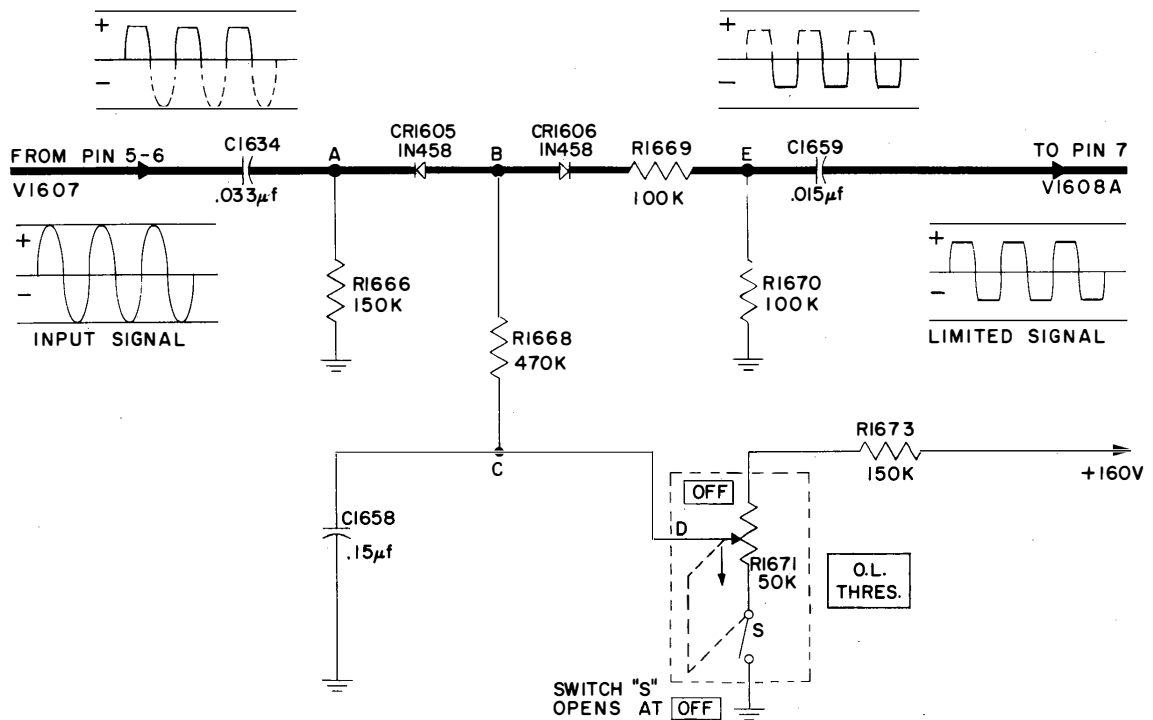 +
−
+
−
C1634
CR1605
IN458
CR1606
IN458
R1669
C1659
FROM PIN 5-6
A
B
E
TO PIN 7
V1607
.033µf
100K
.015µf
V1608A
+
−
INPUT SIGNAL
R1666
150K
R1668
470K
R1670
100K
+
−
LIMITED SIGNAL
C
R1673
150K
+160V
C1658
.15µf
OFF
D
R1671
50K
O.L.
THRES.
S
SWITCH "S"
OPENS AT OFF